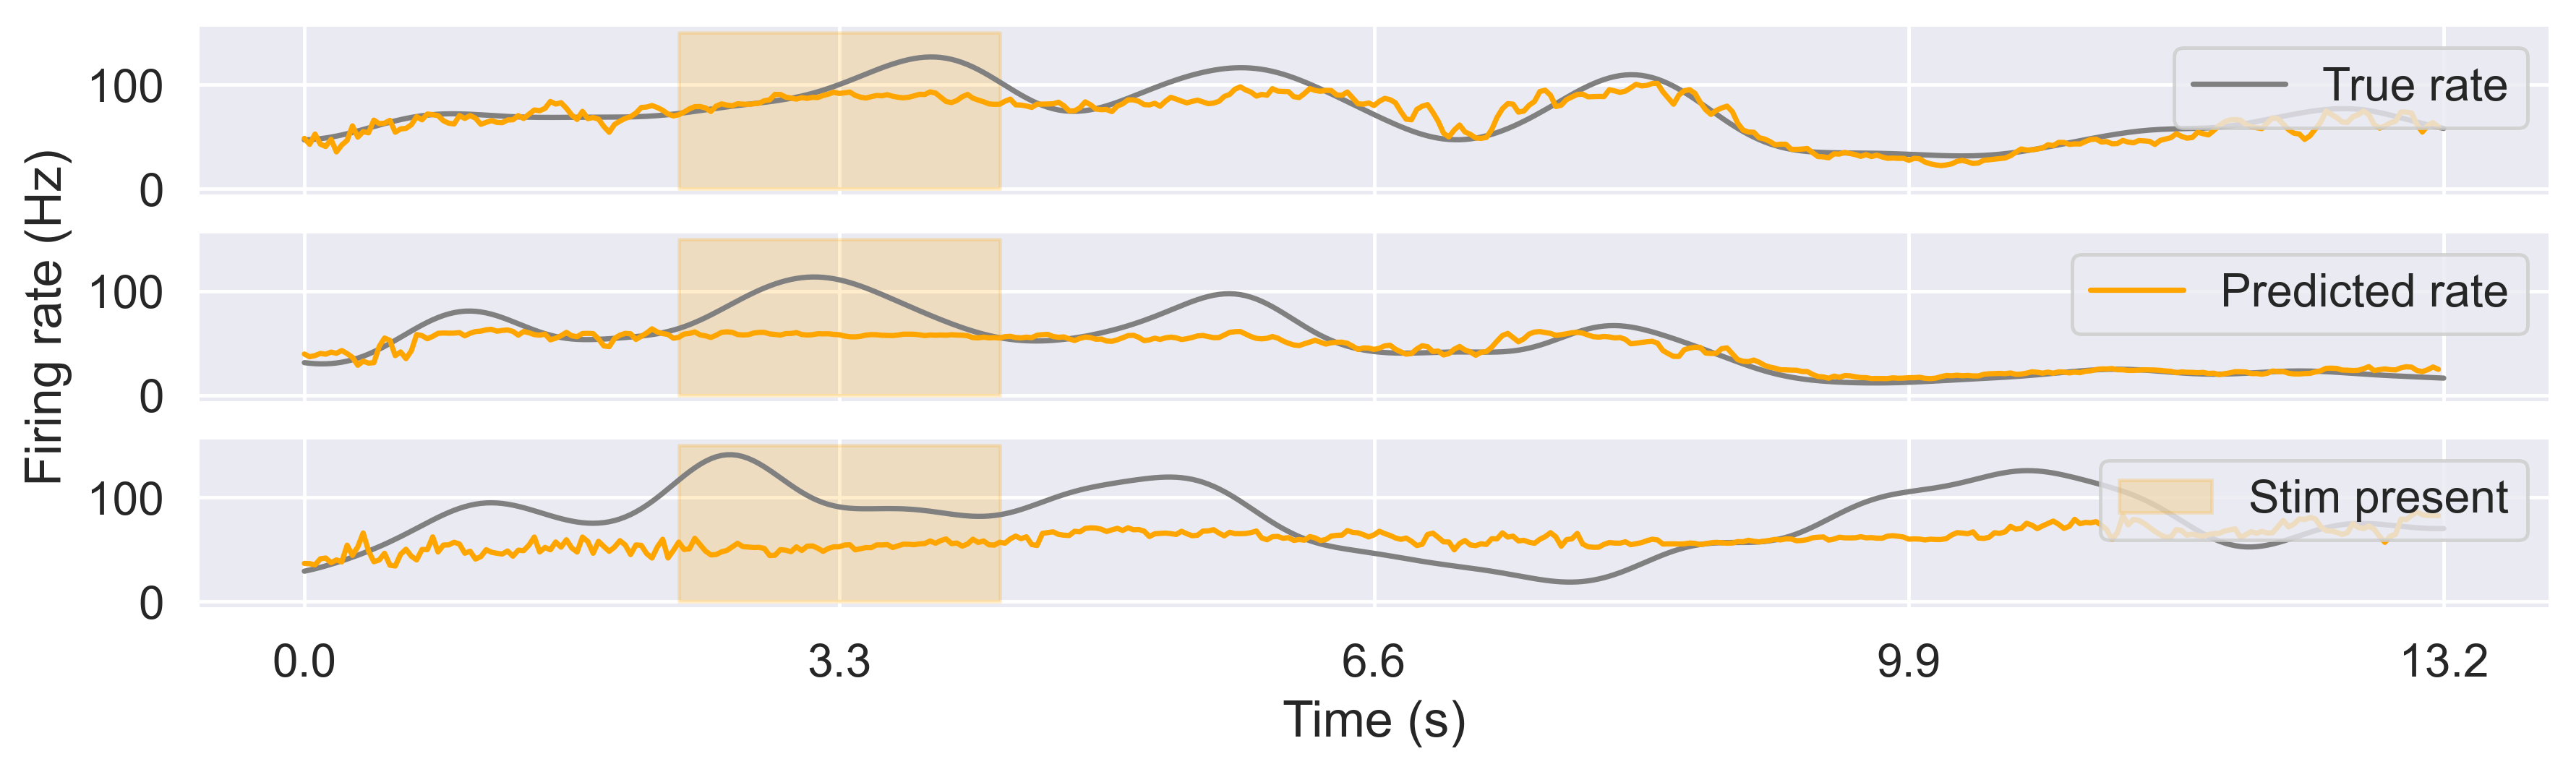 Firing rate (Hz)
100
0
True rate
100
0
Predicted rate
100
0
Stim present
0.0 3.3 6.6 9.9 13.2
Time (s)